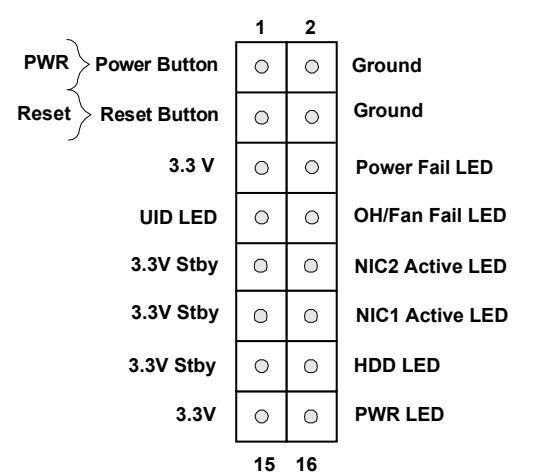 1 2
PWR Power Button Ground
Reset Reset Button Ground
3.3 V Power Fail LED
UID LED OH/Fan Fail LED
3.3V Stby NIC2 Active LED
3.3V Stby NIC1 Active LED
3.3V Stby HDD LED
3.3V PWR LED
15 16